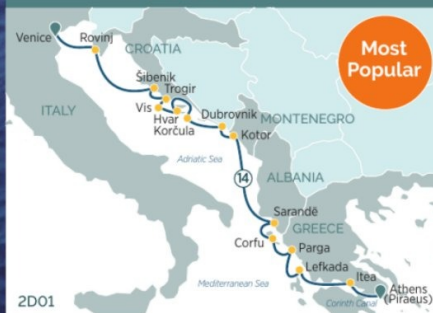 Most
Popular
Venice
Rovinj
CROATIA
Šibenik
Trogir
ITALY
Vis
Hvar
Korčula
Dubrovnik
MONTENEGRO
Kotor
Adriatic Sea
14
ALBANIA
Sarandë
GREECE
Corfu
Parga
Lefkada
Mediterranean Sea
Itea
Athens
(Piraeus)
Corinth Canal
2D01